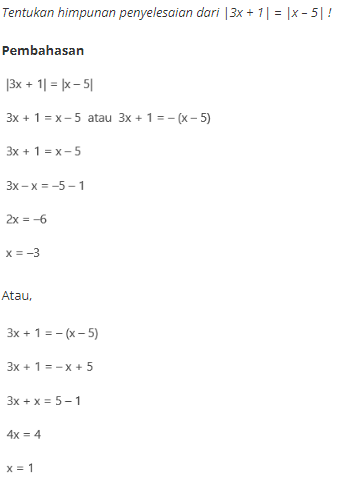 Tentukan himpunan penyelesaian dari |3x + 1| = |x – 5| !
Pembahasan
|3x + 1| = |x – 5|
3x + 1 = x – 5 atau 3x + 1 = – (x – 5)
3x + 1 = x – 5
3x – x = –5 – 1
2x = –6
x = –3
Atau,
3x + 1 = – (x – 5)
3x + 1 = – x + 5
3x + x = 5 – 1
4x = 4
x = 1